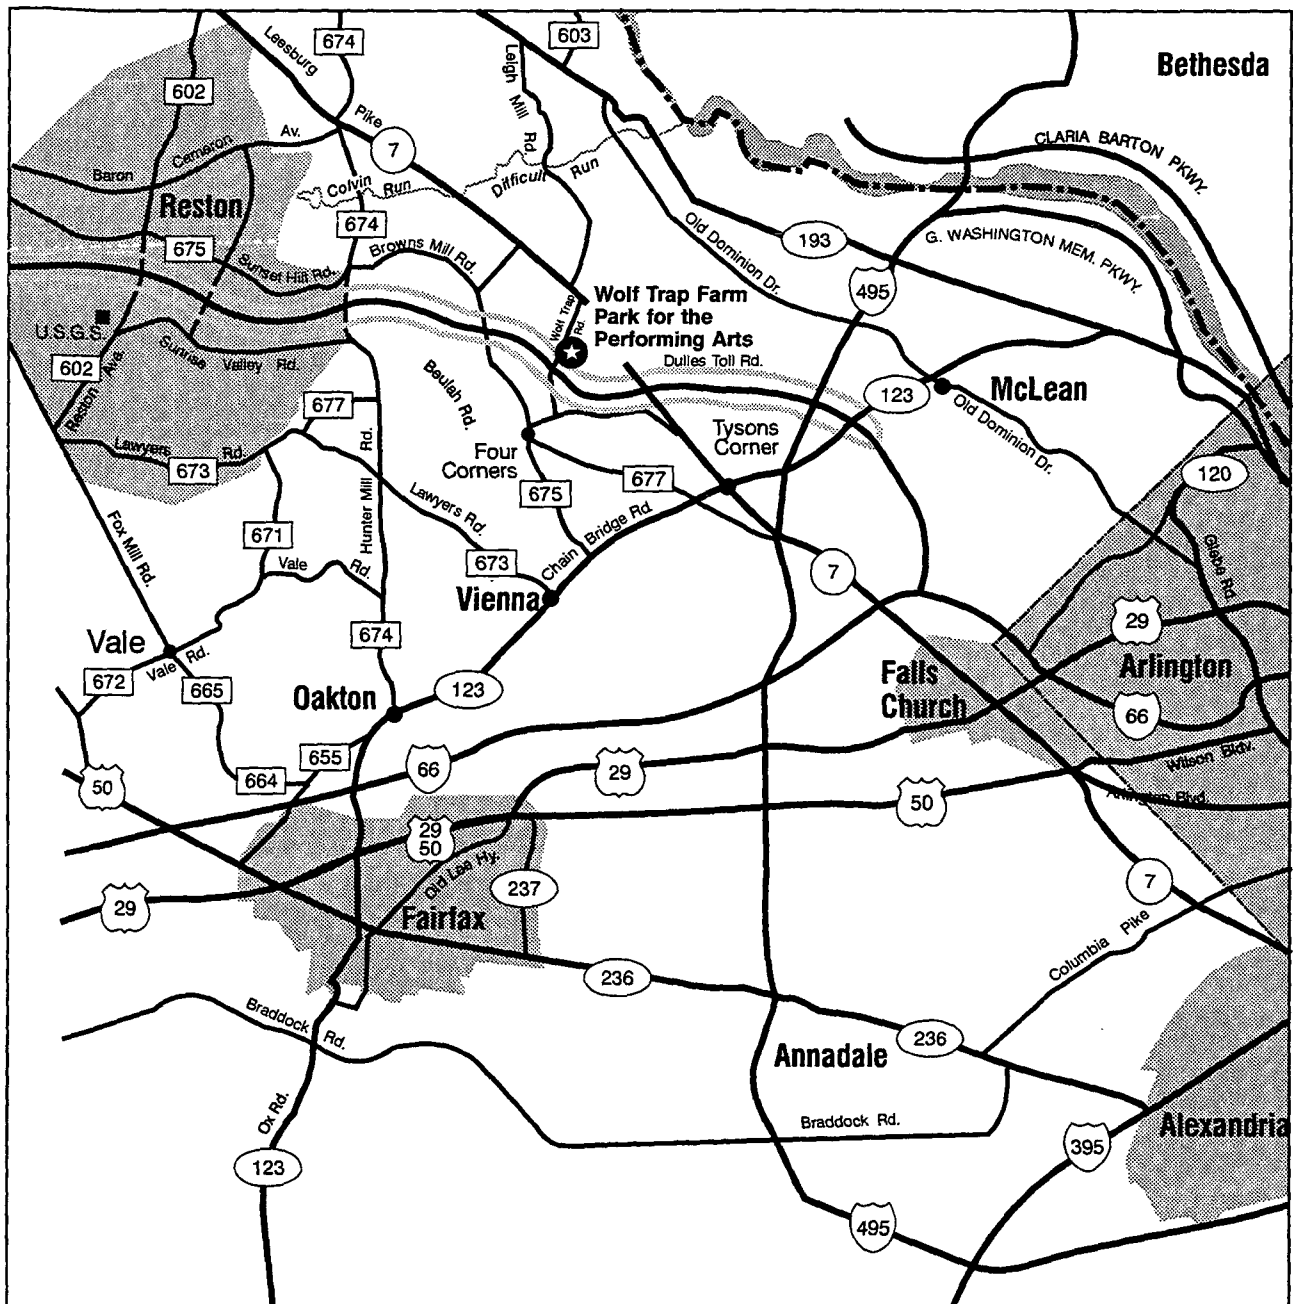 603
674
Leesburg
Leigh Mill Rd.
Bethesda
602
Pike
7
CLARIA BARTON PKWY.
Baron Cameron Av.
Colvin Run
Difficult Run
Reston
674
675
Sunset Hill Rd.
Browns Mill Rd.
Old Dominion Dr.
193
G. WASHINGTON MEM. PKWY.
495
Wolf Trap Rd.
Wolf Trap Farm
Park for the
Performing Arts
U.S.G.S.
602
Reston Ave.
Sunrise Valley Rd.
Dulles Toll Rd.
Beulah Rd.
123
McLean
677
Tysons
Corner
Old Dominion Dr.
Lawyers Rd.
673
Four
Corners
677
120
675
Hunter Mill Rd.
Lawyers Rd.
Fox Mill Rd.
671
Chain Bridge Rd.
Glebe Rd.
Vale Rd.
673
7
Vienna
29
Vale
674
Vale Rd.
672
665
Oakton
123
Falls
Church
Arlington
66
655
66
29
Wilson Bldv.
664
50
50
Arlington Blvd.
29
50
Old Lee Hy.
237
7
29
Fairfax
Columbia Pike
236
Braddock Rd.
236
Annadale
Ox Rd.
Braddock Rd.
Alexandria
395
123
495